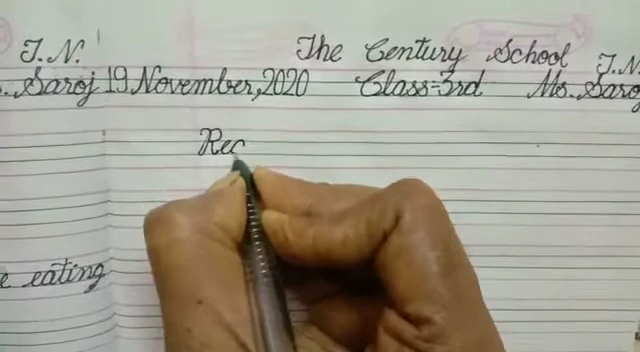 T.N. The Century School T.N.
. Saroj 19 November, 2020 Class-3rd Ms. Saroj
Rec
e eating